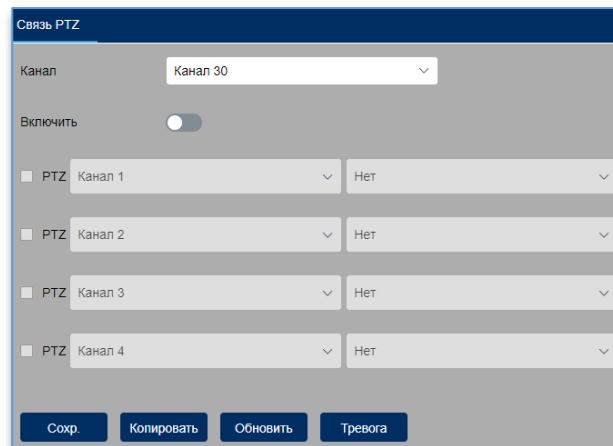 Связь PTZ
Канал Канал 30
Включить
PTZ Канал 1 Нет
PTZ Канал 2 Нет
PTZ Канал 3 Нет
PTZ Канал 4 Нет
Сохр. Копировать Обновить Тревога